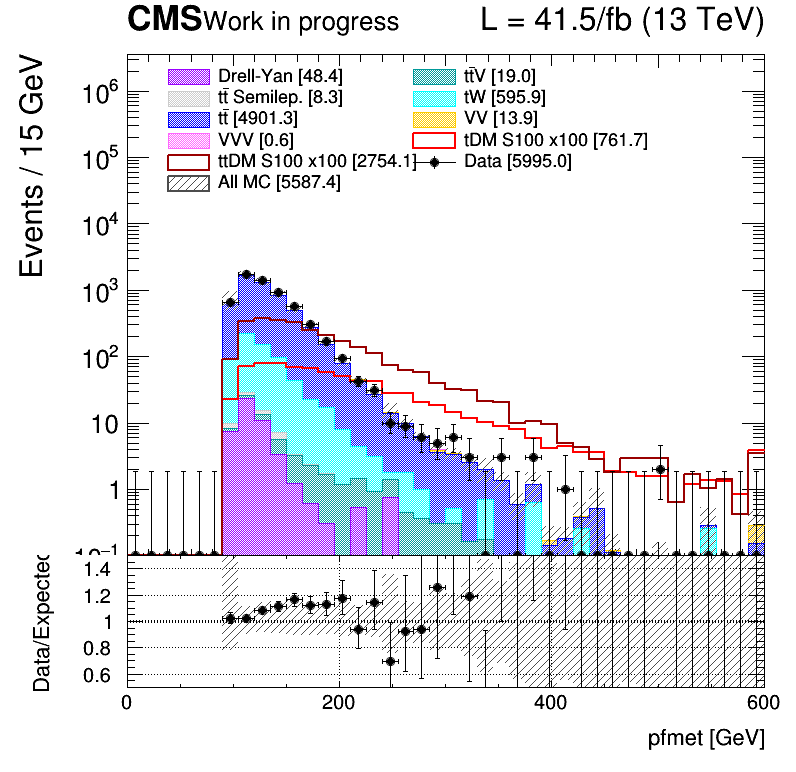 CMS Work in progress L = 41.5/fb (13 TeV)
Events / 15 GeV
Drell-Yan [48.4] tt̄V [19.0]
tt̄ Semilep. [8.3] tW [595.9]
tt̄ [4901.3] VV [13.9]
VVV [0.6] tDM S100 x100 [761.7]
ttDM S100 x100 [2754.1] Data [5995.0]
All MC [5587.4]
10⁶
10⁵
10⁴
10³
10²
10
1
10⁻¹
Data/Expected
1.4
1.2
1
0.8
0.6
0 200 400 600
pfmet [GeV]